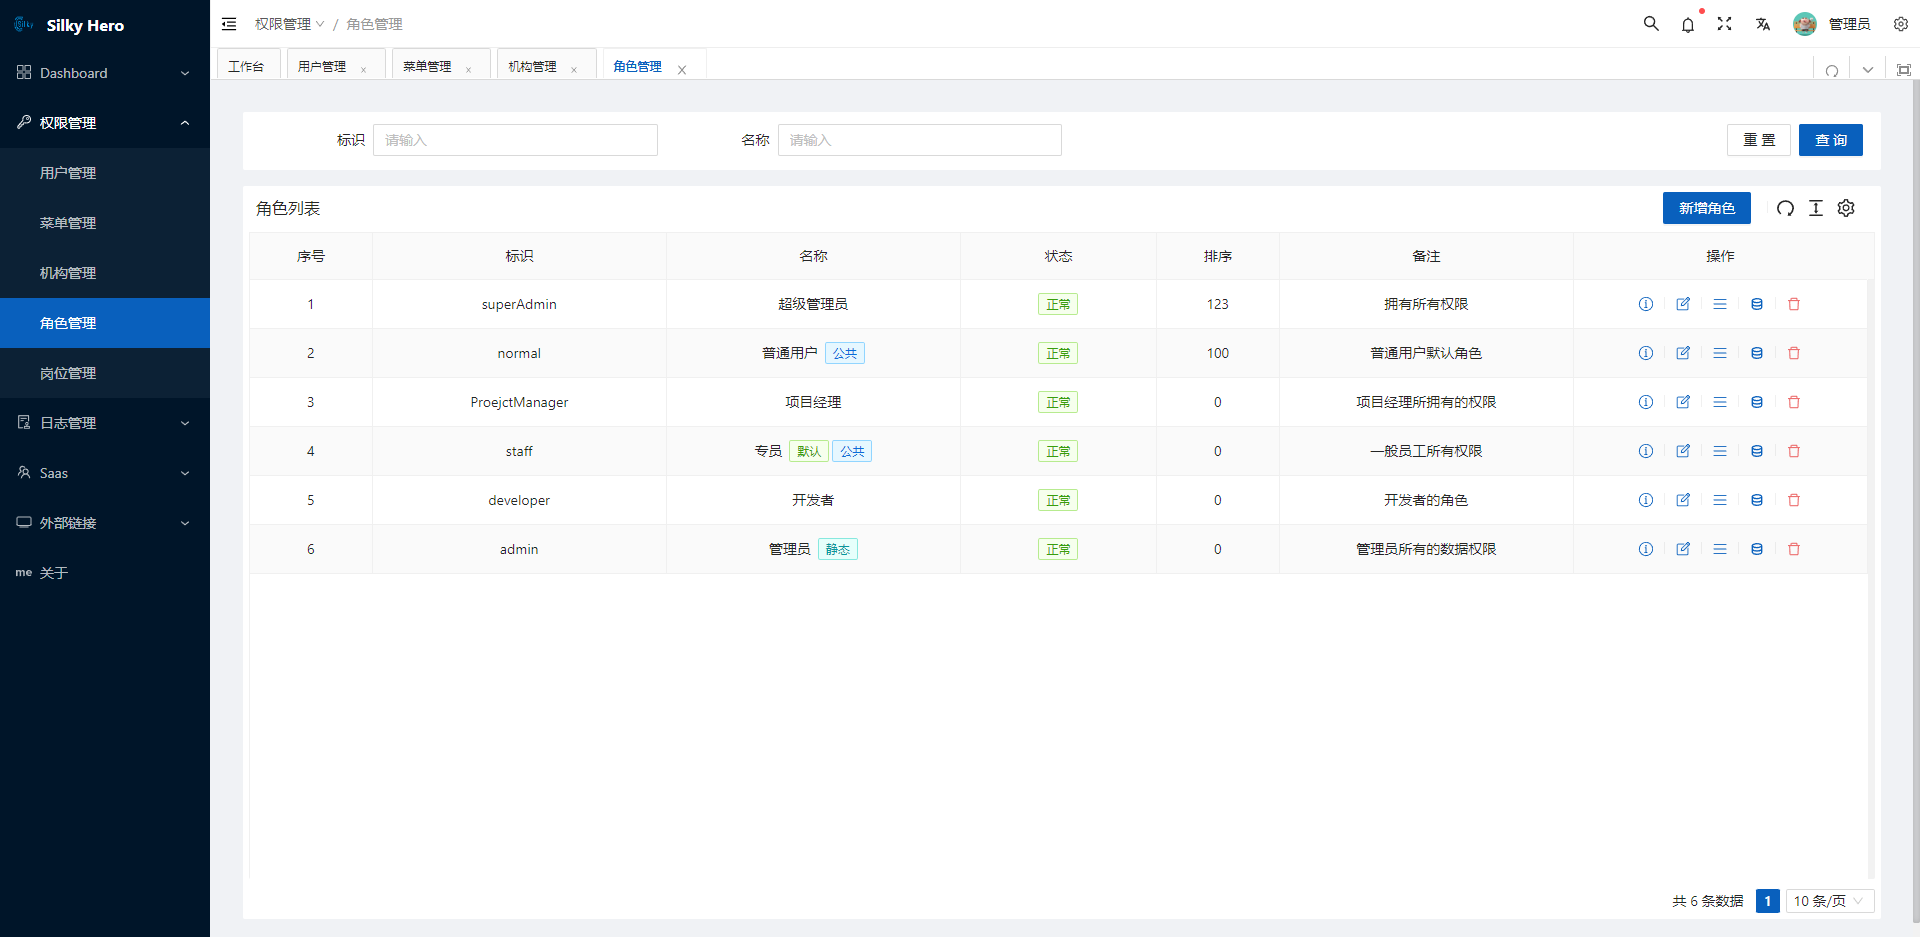 Silky Hero
Dashboard
权限管理
用户管理
菜单管理
机构管理
角色管理
岗位管理
日志管理
Saas
外部链接
me 关于
权限管理 / 角色管理
管理员
工作台 用户管理 菜单管理 机构管理 角色管理
标识 请输入 名称 请输入 重 置 查 询
角色列表 新增角色
序号 标识 名称 状态 排序 备注 操作
1 superAdmin 超级管理员 正常 123 拥有所有权限
2 normal 普通用户 公共 正常 100 普通用户默认角色
3 ProejctManager 项目经理 正常 0 项目经理所拥有的权限
4 staff 专员 默认 公共 正常 0 一般员工所有权限
5 developer 开发者 正常 0 开发者的角色
6 admin 管理员 静态 正常 0 管理员所有的数据权限
共 6 条数据 1 10 条/页